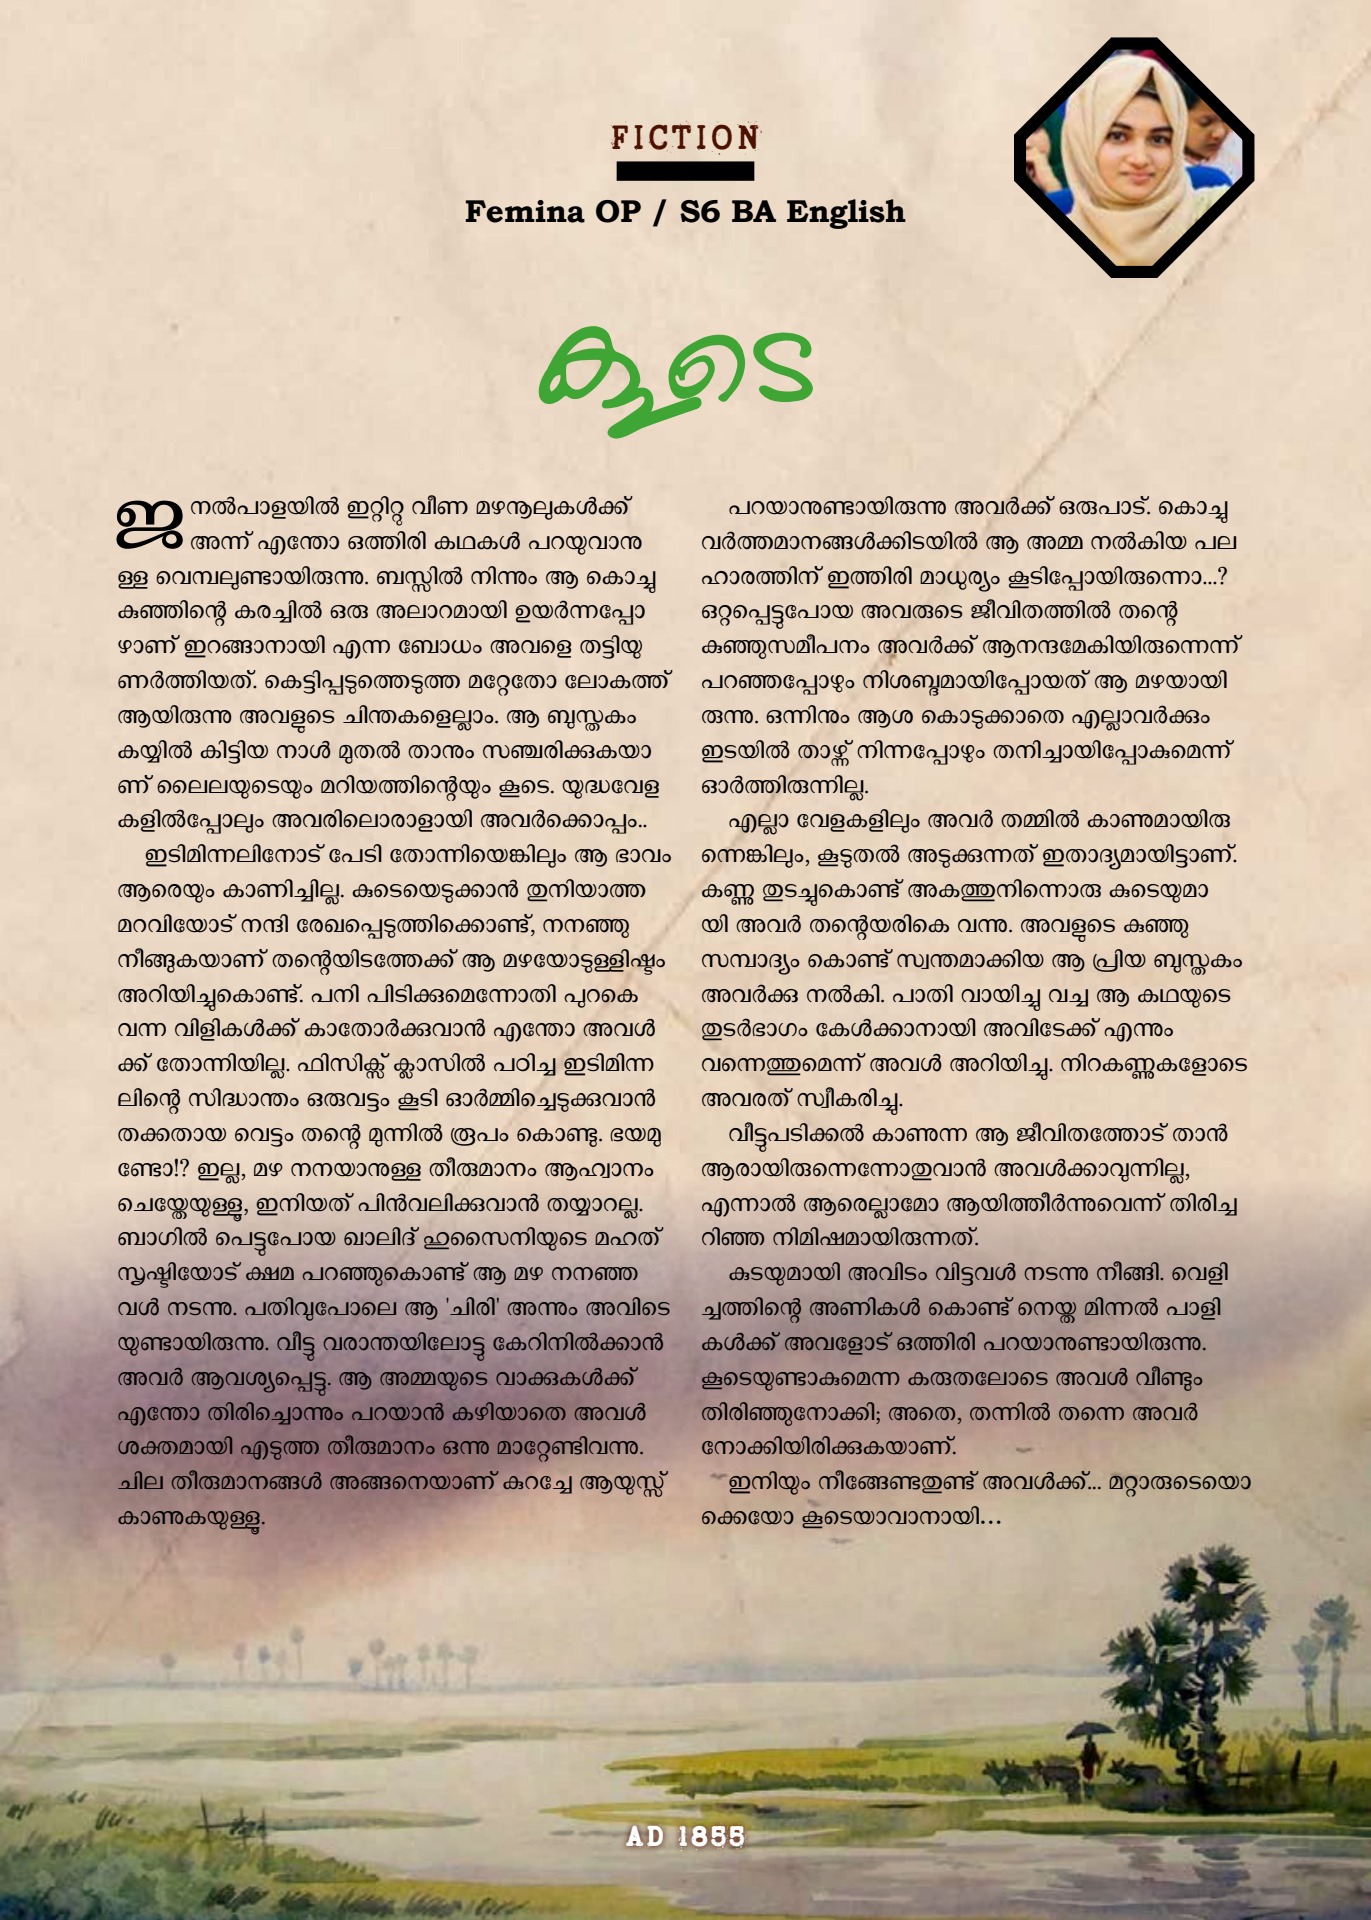 FICTION
Femina OP / S6 BA English
കൂടെ
ജനൽപാളയിൽ ഇറ്റിറ്റു വീണ മഴനൂലുകൾക്ക്
അന്ന് എന്തോ ഒത്തിരി കഥകൾ പറയുവാനു
ള്ള വെമ്പലുണ്ടായിരുന്നു. ബസ്സിൽ നിന്നും ആ കൊച്ചു
കുഞ്ഞിന്റെ കരച്ചിൽ ഒരു അലാറമായി ഉയർന്നപ്പോ
ഴാണ് ഇറങ്ങാനായി എന്ന ബോധം അവളെ തട്ടിയു
ണർത്തിയത്. കെട്ടിപ്പടുത്തെടുത്ത മറ്റേതോ ലോകത്ത്
ആയിരുന്നു അവളുടെ ചിന്തകളെല്ലാം. ആ ബുസ്തകം
കയ്യിൽ കിട്ടിയ നാൾ മുതൽ താനും സഞ്ചരിക്കുകയാ
ണ് ലൈലയുടെയും മറിയത്തിന്റെയും കൂടെ. യുദ്ധവേള
കളിൽപ്പോലും അവരിലൊരാളായി അവർക്കൊപ്പം..
ഇടിമിന്നലിനോട് പേടി തോന്നിയെങ്കിലും ആ ഭാവം
ആരെയും കാണിച്ചില്ല. കുടെയെടുക്കാൻ തുനിയാത്ത
മറവിയോട് നന്ദി രേഖപ്പെടുത്തിക്കൊണ്ട്, നനഞ്ഞു
നീങ്ങുകയാണ് തന്റെയിടത്തേക്ക് ആ മഴയോടുള്ളിഷ്ടം
അറിയിച്ചുകൊണ്ട്. പനി പിടിക്കുമെന്നോതി പുറകെ
വന്ന വിളികൾക്ക് കാതോർക്കുവാൻ എന്തോ അവൾ
ക്ക് തോന്നിയില്ല. ഫിസിക്സ് ക്ലാസിൽ പഠിച്ച ഇടിമിന്ന
ലിന്റെ സിദ്ധാന്തം ഒരുവട്ടം കൂടി ഓർമ്മിച്ചെടുക്കുവാൻ
തക്കതായ വെട്ടം തന്റെ മുന്നിൽ രൂപം കൊണ്ടു. ഭയമു
ണ്ടോ!? ഇല്ല, മഴ നനയാനുള്ള തീരുമാനം ആഹ്വാനം
ചെയ്തേയുള്ളൂ, ഇനിയത് പിൻവലിക്കുവാൻ തയ്യാറല്ല.
ബാഗിൽ പെട്ടുപോയ ഖാലിദ് ഹുസൈനിയുടെ മഹത്
സൃഷ്ടിയോട് ക്ഷമ പറഞ്ഞുകൊണ്ട് ആ മഴ നനഞ്ഞ
വൾ നടന്നു. പതിവുപോലെ ആ 'ചിരി' അന്നും അവിടെ
യുണ്ടായിരുന്നു. വീട്ടു വരാന്തയിലോട്ടു കേറിനിൽക്കാൻ
അവർ ആവശ്യപ്പെട്ടു. ആ അമ്മയുടെ വാക്കുകൾക്ക്
എന്തോ തിരിച്ചൊന്നും പറയാൻ കഴിയാതെ അവൾ
ശക്തമായി എടുത്ത തീരുമാനം ഒന്നു മാറ്റേണ്ടിവന്നു.
ചില തീരുമാനങ്ങൾ അങ്ങനെയാണ് കുറച്ചേ ആയുസ്സ്
കാണുകയുള്ളൂ.
പറയാനുണ്ടായിരുന്നു അവർക്ക് ഒരുപാട്. കൊച്ചു
വർത്തമാനങ്ങൾക്കിടയിൽ ആ അമ്മ നൽകിയ പല
ഹാരത്തിന് ഇത്തിരി മാധുര്യം കൂടിപ്പോയിരുന്നൊ...?
ഒറ്റപ്പെട്ടുപോയ അവരുടെ ജീവിതത്തിൽ തന്റെ
കുഞ്ഞുസമീപനം അവർക്ക് ആനന്ദമേകിയിരുന്നെന്ന്
പറഞ്ഞപ്പോഴും നിശബ്ദമായിപ്പോയത് ആ മഴയായി
രുന്നു. ഒന്നിനും ആശ കൊടുക്കാതെ എല്ലാവർക്കും
ഇടയിൽ താഴ്ന്ന് നിന്നപ്പോഴും തനിച്ചായിപ്പോകുമെന്ന്
ഓർത്തിരുന്നില്ല.
എല്ലാ വേളകളിലും അവർ തമ്മിൽ കാണുമായിരു
ന്നെങ്കിലും, കൂടുതൽ അടുക്കുന്നത് ഇതാദ്യമായിട്ടാണ്.
കണ്ണു തുടച്ചുകൊണ്ട് അകത്തുനിന്നൊരു കുടെയുമാ
യി അവർ തന്റെയരികെ വന്നു. അവളുടെ കുഞ്ഞു
സമ്പാദ്യം കൊണ്ട് സ്വന്തമാക്കിയ ആ പ്രിയ ബുസ്തകം
അവർക്കു നൽകി. പാതി വായിച്ചു വച്ച ആ കഥയുടെ
തുടർഭാഗം കേൾക്കാനായി അവിടേക്ക് എന്നും
വന്നെത്തുമെന്ന് അവൾ അറിയിച്ചു. നിറകണ്ണുകളോടെ
അവരത് സ്വീകരിച്ചു.
വീട്ടുപടിക്കൽ കാണുന്ന ആ ജീവിതത്തോട് താൻ
ആരായിരുന്നെന്നോതുവാൻ അവൾക്കാവുന്നില്ല,
എന്നാൽ ആരെല്ലാമോ ആയിത്തീർന്നുവെന്ന് തിരിച്ച
റിഞ്ഞ നിമിഷമായിരുന്നത്.
കുടയുമായി അവിടം വിട്ടവൾ നടന്നു നീങ്ങി. വെളി
ച്ചത്തിന്റെ അണികൾ കൊണ്ട് നെയ്ത മിന്നൽ പാളി
കൾക്ക് അവളോട് ഒത്തിരി പറയാനുണ്ടായിരുന്നു.
കൂടെയുണ്ടാകുമെന്ന കരുതലോടെ അവൾ വീണ്ടും
തിരിഞ്ഞുനോക്കി; അതെ, തന്നിൽ തന്നെ അവർ
നോക്കിയിരിക്കുകയാണ്.
ഇനിയും നീങ്ങേണ്ടതുണ്ട് അവൾക്ക്... മറ്റാരുടെയൊ
ക്കെയോ കൂടെയാവാനായി...
AD 1855